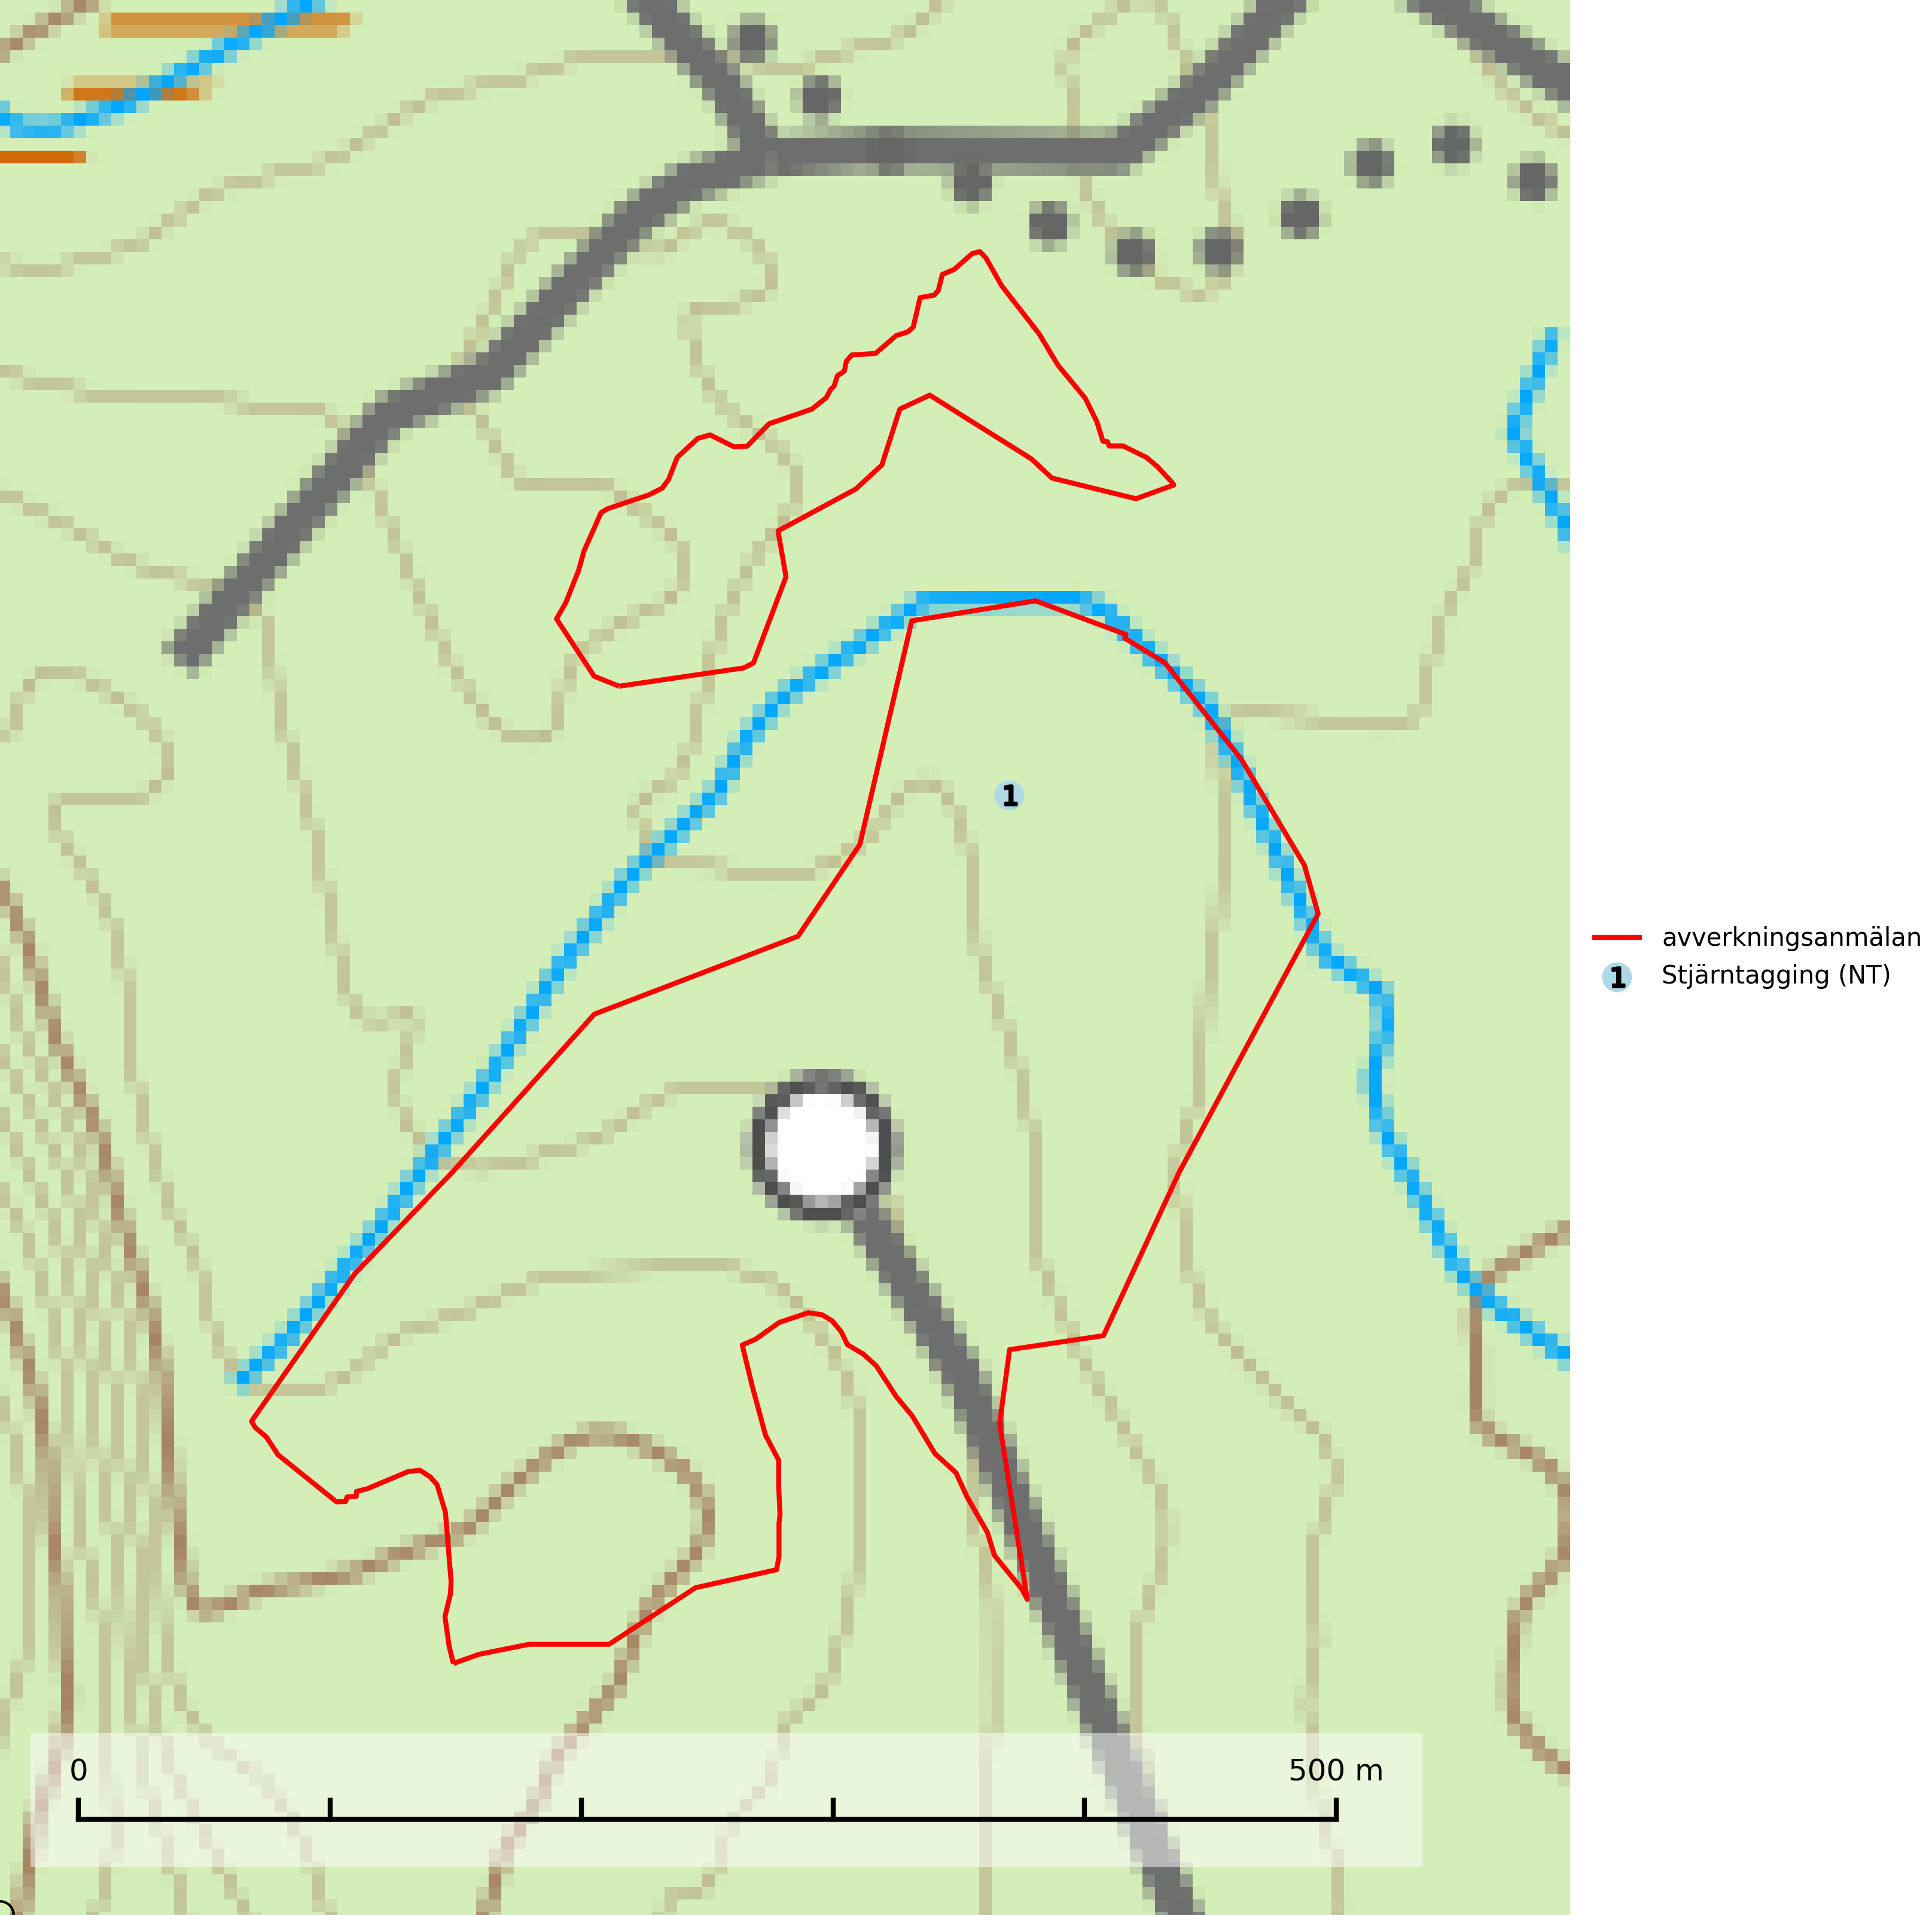 1
avverkningsanmälan
1 Stjärntagging (NT)
0 500 m